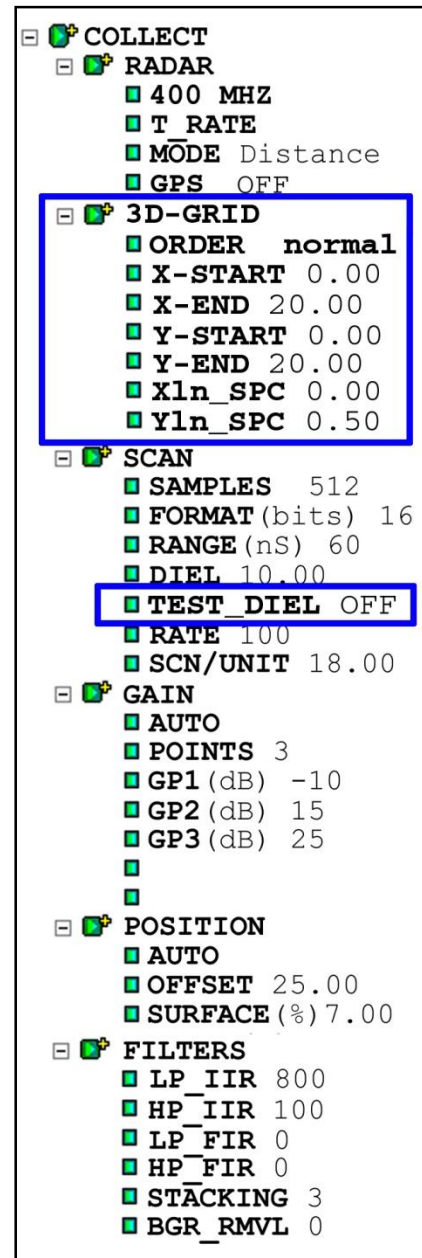 COLLECT
RADAR
400 MHZ
T_RATE
MODE Distance
GPS OFF
3D-GRID
ORDER normal
X-START 0.00
X-END 20.00
Y-START 0.00
Y-END 20.00
Xln_SPC 0.00
Yln_SPC 0.50
SCAN
SAMPLES 512
FORMAT(bits) 16
RANGE(nS) 60
DIEL 10.00
TEST_DIEL OFF
RATE 100
SCN/UNIT 18.00
GAIN
AUTO
POINTS 3
GP1(dB) -10
GP2(dB) 15
GP3(dB) 25
POSITION
AUTO
OFFSET 25.00
SURFACE(%)7.00
FILTERS
LP_IIR 800
HP_IIR 100
LP_FIR 0
HP_FIR 0
STACKING 3
BGR_RMVL 0